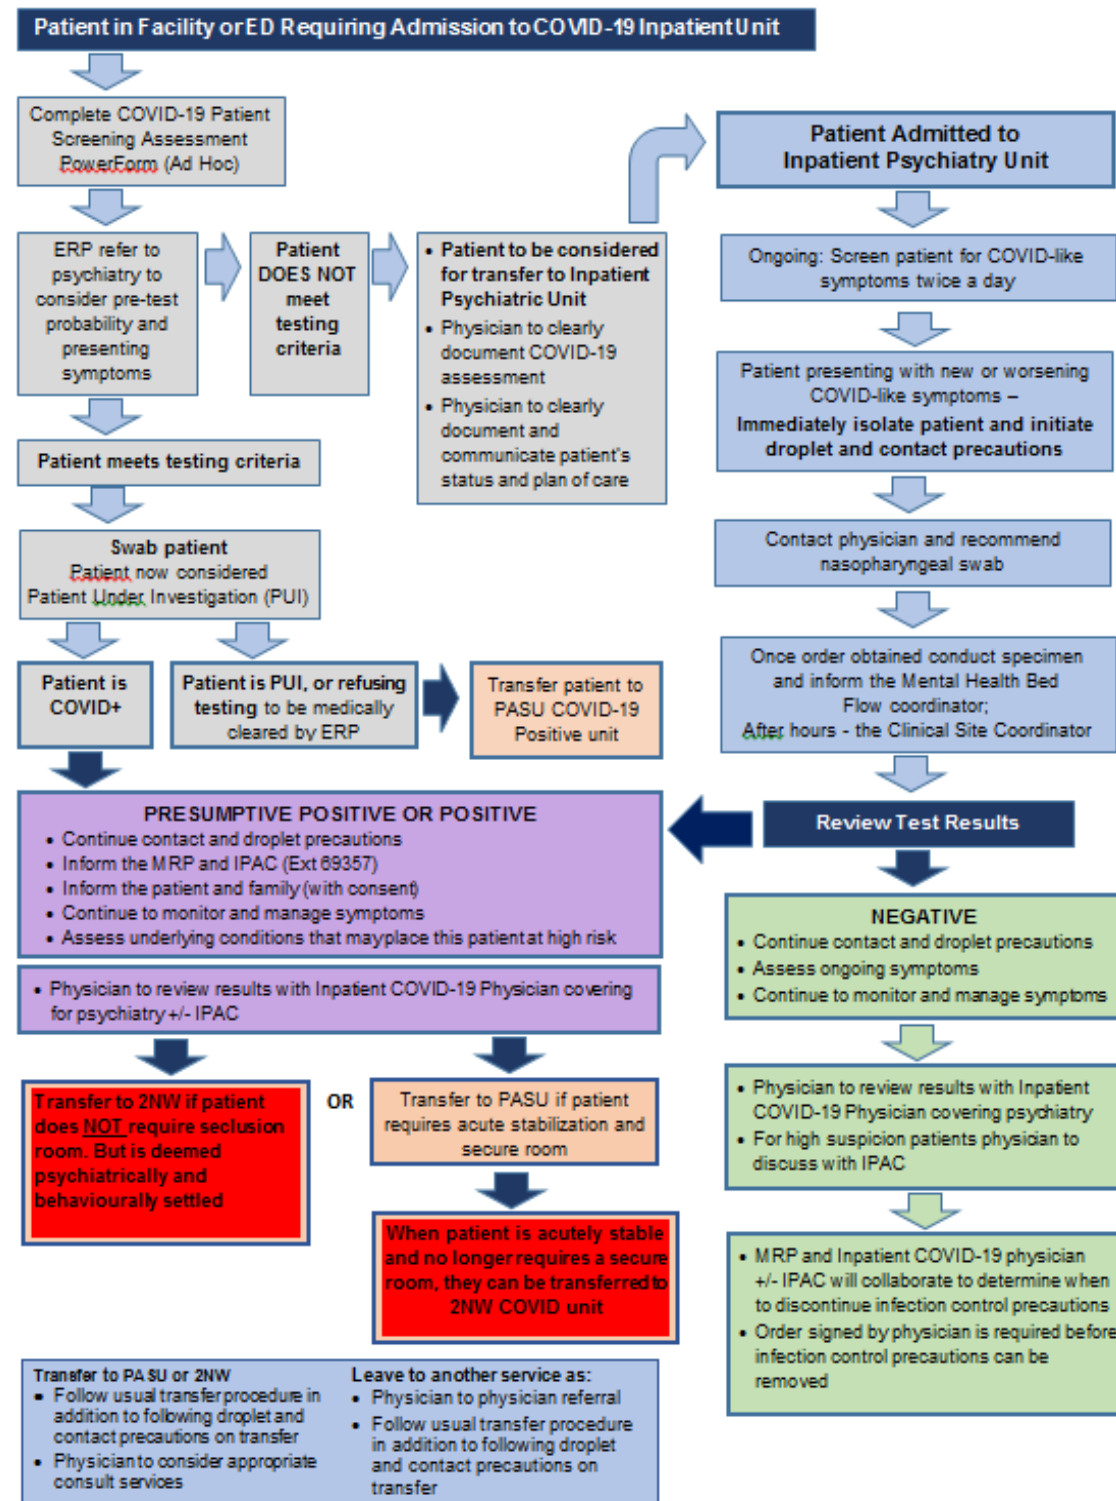 Patient in Facility or ED Requiring Admission to COVID-19 Inpatient Unit
Complete COVID-19 Patient
Screening Assessment
PowerForm (Ad Hoc)
ERP refer to
psychiatry to
consider pre-test
probability and
presenting
symptoms
Patient
DOES NOT
meet
testing
criteria
• Patient to be considered
for transfer to Inpatient
Psychiatric Unit
• Physician to clearly
document COVID-19
assessment
• Physician to clearly
document and
communicate patient's
status and plan of care
Patient meets testing criteria
Swab patient
Patient now considered
Patient Under Investigation (PUI)
Patient is
COVID+
Patient is PUI, or refusing
testing to be medically
cleared by ERP
Transfer patient to
PASU COVID-19
Positive unit
Patient Admitted to
Inpatient Psychiatry Unit
Ongoing: Screen patient for COVID-like
symptoms twice a day
Patient presenting with new or worsening
COVID-like symptoms –
Immediately isolate patient and initiate
droplet and contact precautions
Contact physician and recommend
nasopharyngeal swab
Once order obtained conduct specimen
and inform the Mental Health Bed
Flow coordinator;
After hours - the Clinical Site Coordinator
Review Test Results
PRESUMPTIVE POSITIVE OR POSITIVE
• Continue contact and droplet precautions
• Inform the MRP and IPAC (Ext 69357)
• Inform the patient and family (with consent)
• Continue to monitor and manage symptoms
• Assess underlying conditions that may place this patient at high risk
• Physician to review results with Inpatient COVID-19 Physician covering
for psychiatry +/- IPAC
Transfer to 2NW if patient
does NOT require seclusion
room. But is deemed
psychiatrically and
behaviourally settled
OR
Transfer to PASU if patient
requires acute stabilization and
secure room
When patient is acutely stable
and no longer requires a secure
room, they can be transferred to
2NW COVID unit
NEGATIVE
• Continue contact and droplet precautions
• Assess ongoing symptoms
• Continue to monitor and manage symptoms
• Physician to review results with Inpatient
COVID-19 Physician covering psychiatry
• For high suspicion patients physician to
discuss with IPAC
• MRP and Inpatient COVID-19 physician
+/- IPAC will collaborate to determine when
to discontinue infection control precautions
• Order signed by physician is required before
infection control precautions can be
removed
Transfer to PASU or 2NW
• Follow usual transfer procedure in
addition to following droplet and
contact precautions on transfer
• Physician to consider appropriate
consult services
Leave to another service as:
• Physician to physician referral
• Follow usual transfer procedure
in addition to following droplet
and contact precautions on
transfer